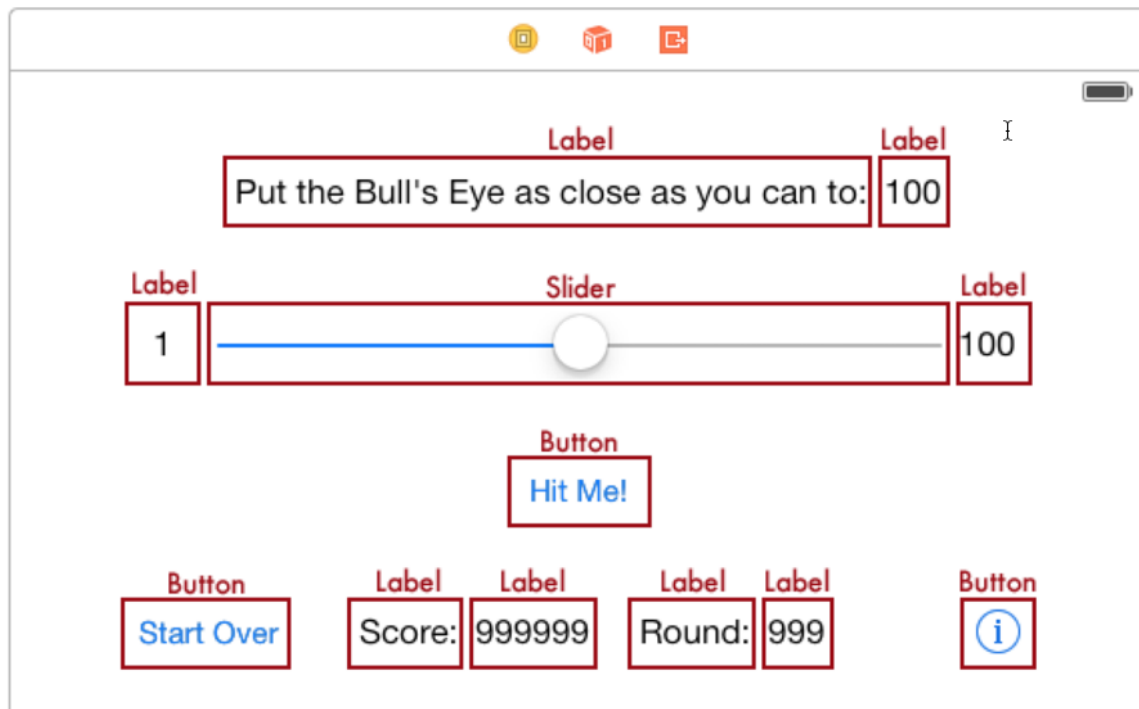 Label Label
Put the Bull's Eye as close as you can to: 100
Label Slider Label
1 100
Button
Hit Me!
Button Label Label Label Label Button
Start Over Score: 999999 Round: 999 i